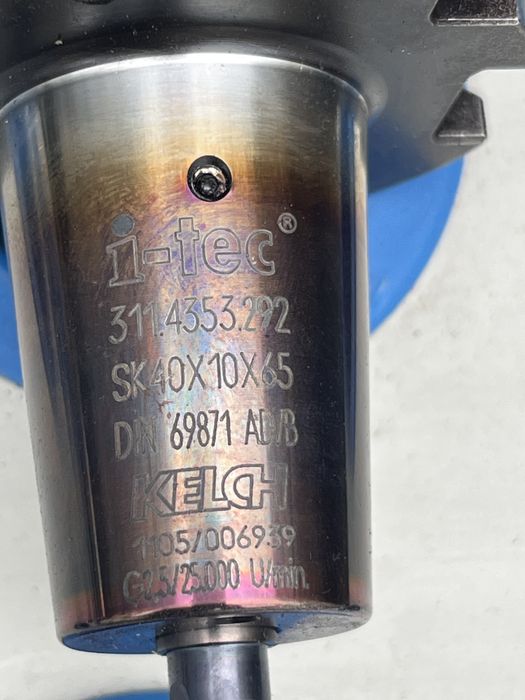 i-tec®
311.4353.292
SK40X10X65
DIN 69871 AD/B
KELCH
1105/006939
G2.5/25.000 U/min.